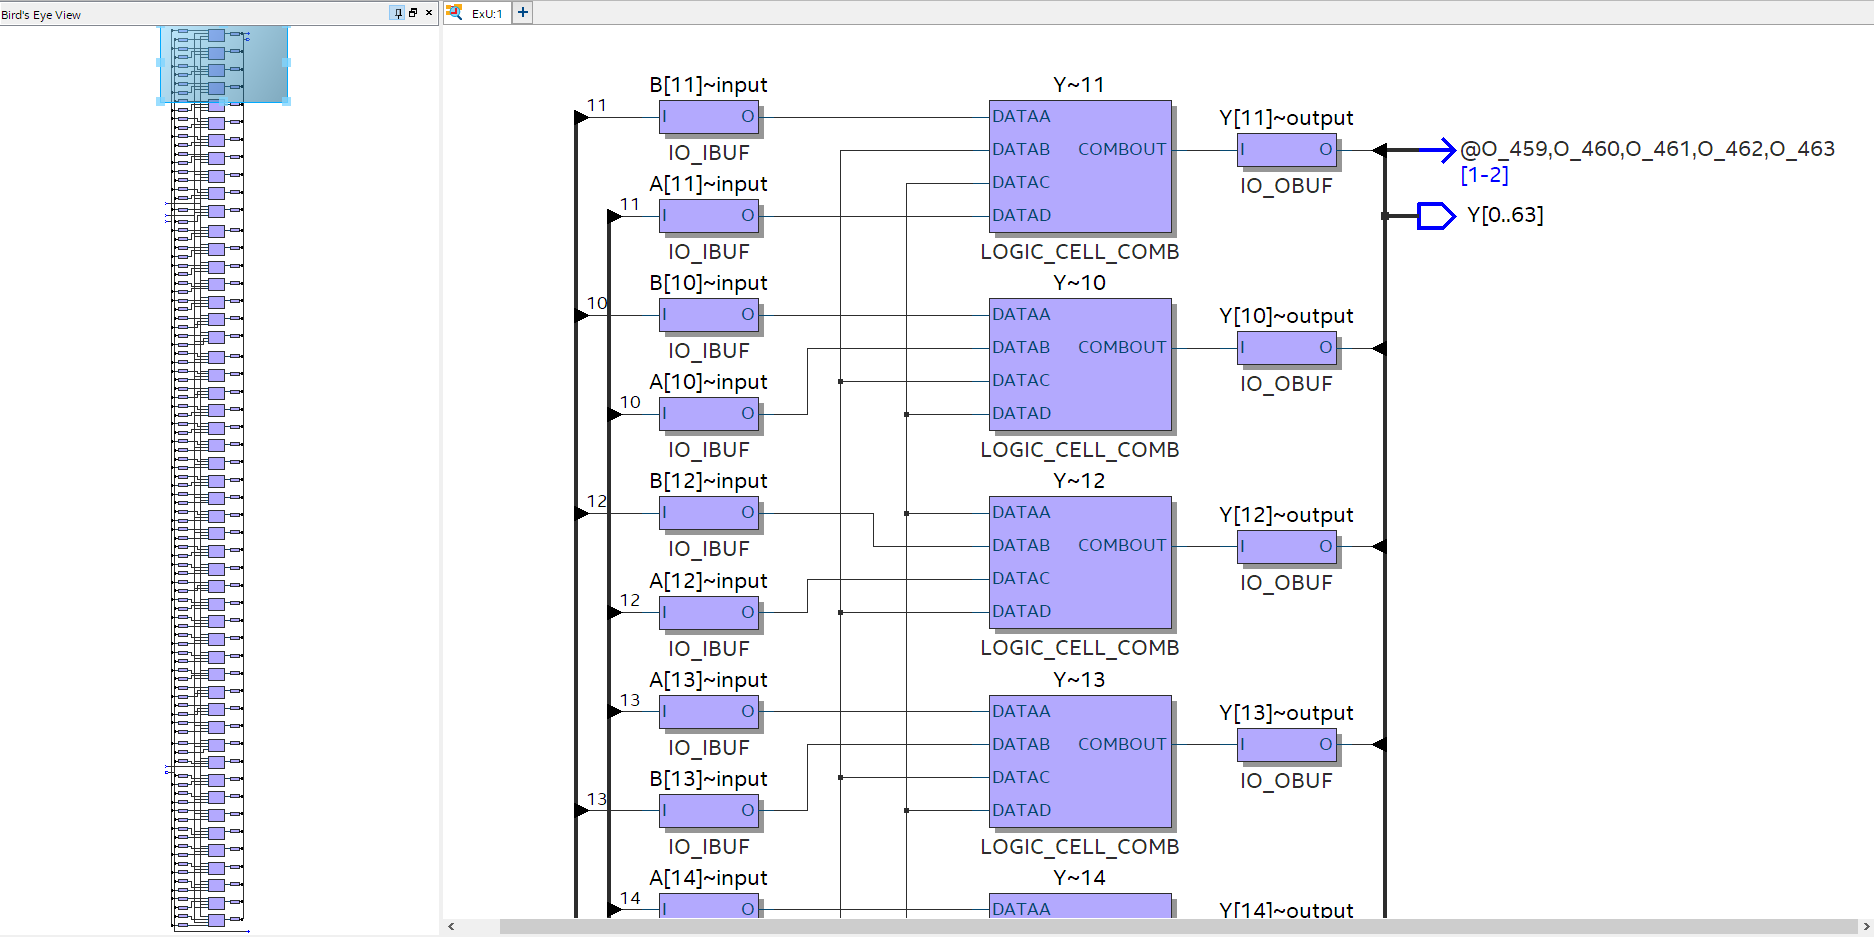 Bird's Eye View
ExU:1
B[11]~input
11
I O
IO_IBUF
A[11]~input
11
I O
IO_IBUF
Y~11
DATAA
DATAB COMBOUT
DATAC
DATAD
LOGIC_CELL_COMB
Y[11]~output
I O
IO_OBUF
@O_459,O_460,O_461,O_462,O_463
[1-2]
Y[0..63]
B[10]~input
10
I O
IO_IBUF
A[10]~input
10
I O
IO_IBUF
Y~10
DATAA
DATAB COMBOUT
DATAC
DATAD
LOGIC_CELL_COMB
Y[10]~output
I O
IO_OBUF
B[12]~input
12
I O
IO_IBUF
A[12]~input
12
I O
IO_IBUF
Y~12
DATAA
DATAB COMBOUT
DATAC
DATAD
LOGIC_CELL_COMB
Y[12]~output
I O
IO_OBUF
A[13]~input
13
I O
IO_IBUF
B[13]~input
13
I O
IO_IBUF
Y~13
DATAA
DATAB COMBOUT
DATAC
DATAD
LOGIC_CELL_COMB
Y[13]~output
I O
IO_OBUF
A[14]~input
14
I O
Y~14
DATAA
Y[14]~output